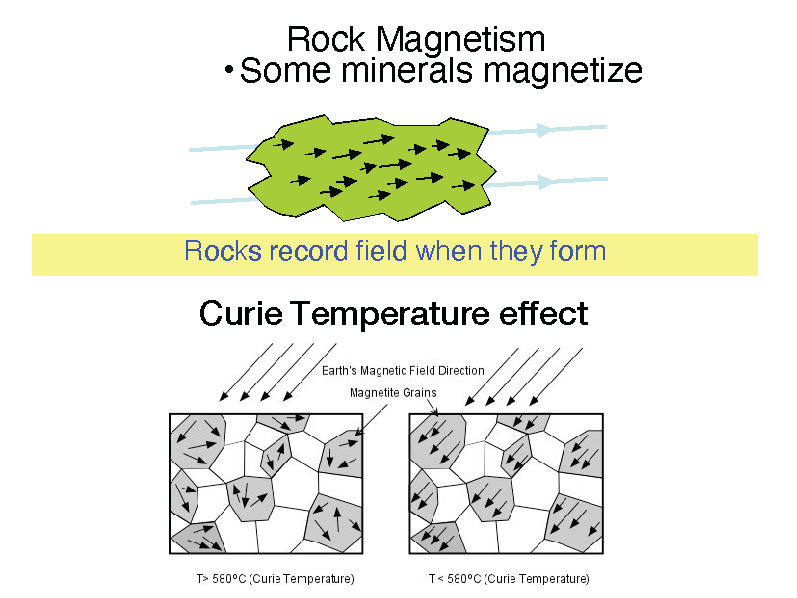 Rock Magnetism
• Some minerals magnetize
Rocks record field when they form
Curie Temperature effect
Earth's Magnetic Field Direction
Magnetite Grains
T> 580°C (Curie Temperature)
T < 580°C (Curie Temperature)